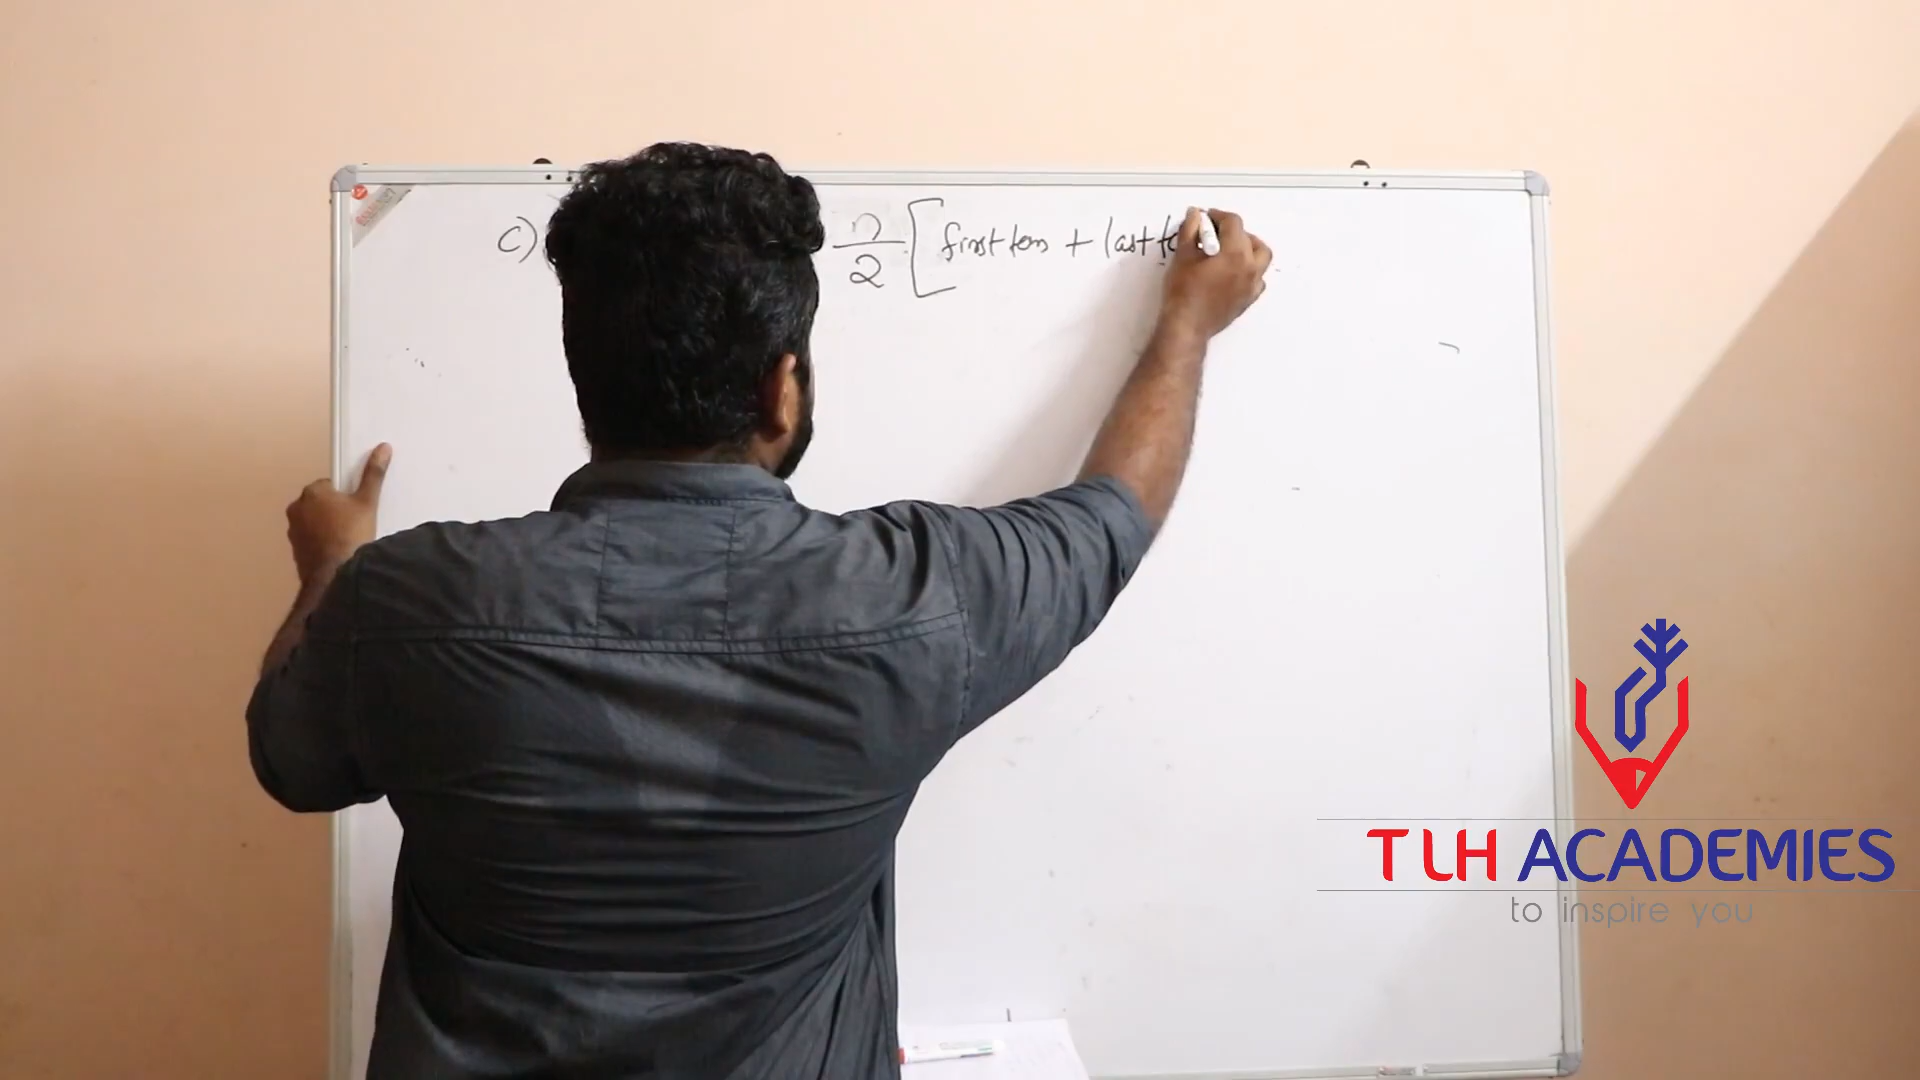 c) n/2 [first term + last te
TLH ACADEMIES
to inspire you